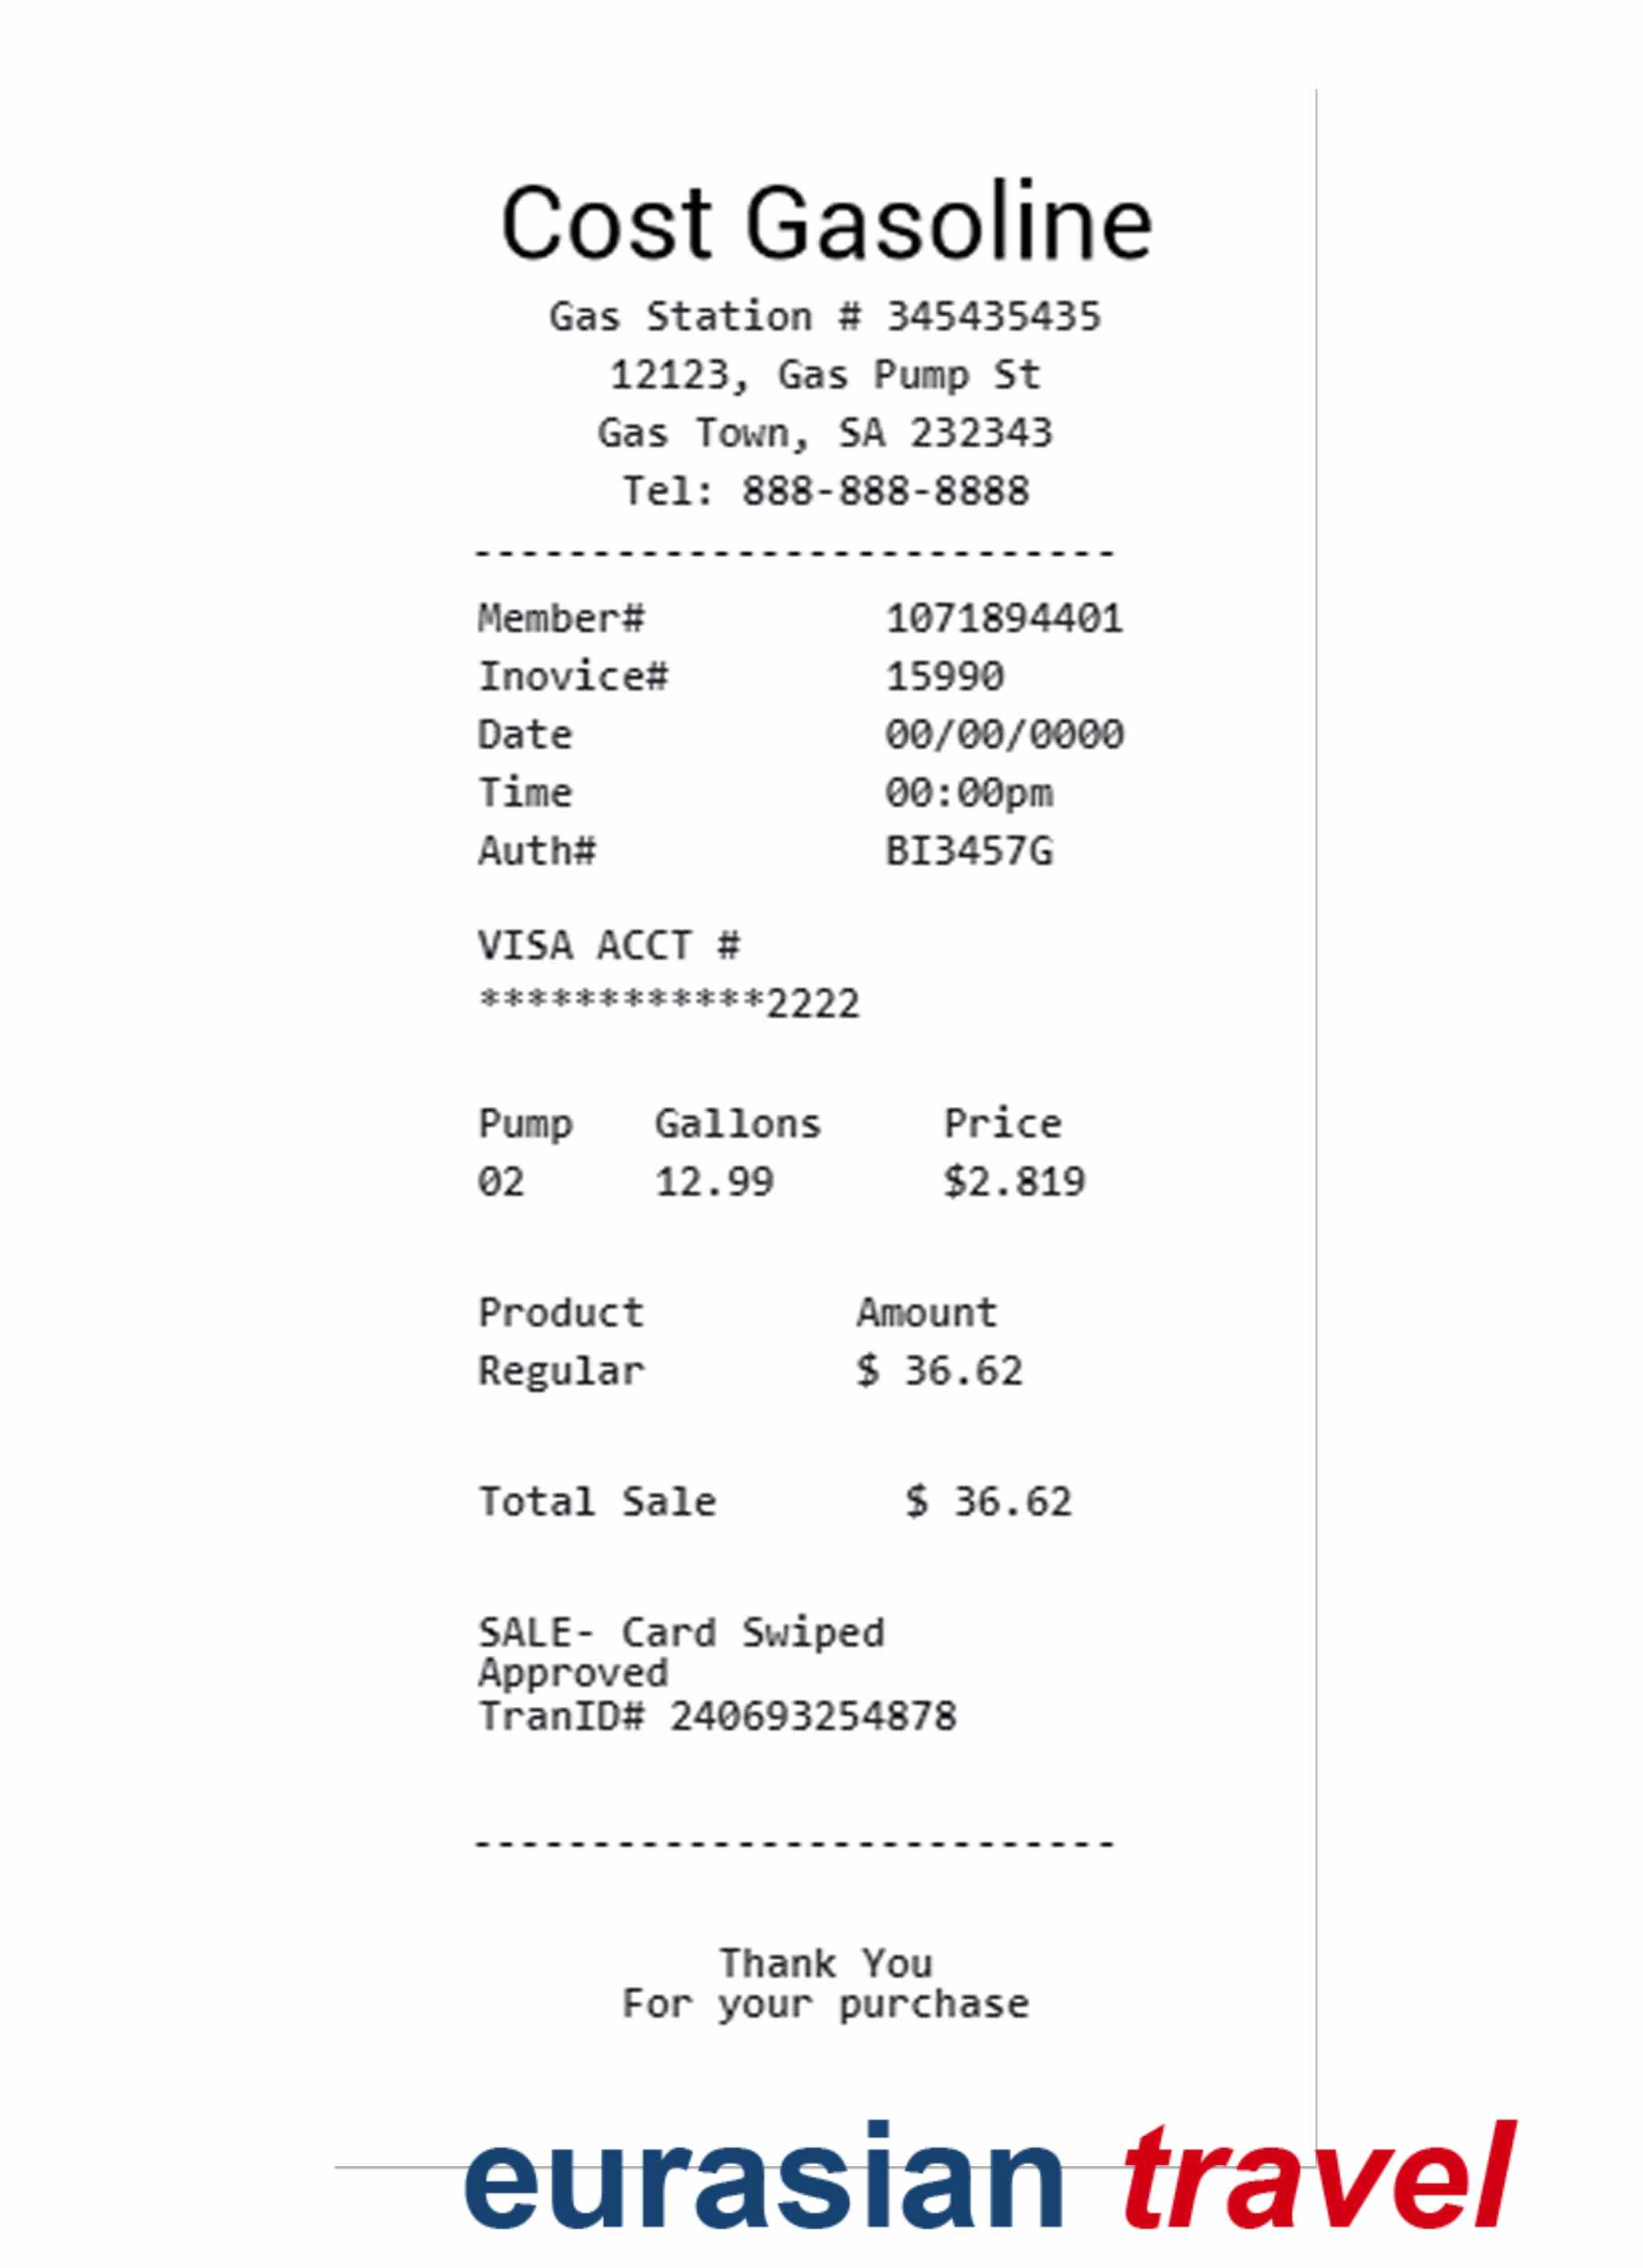 Cost Gasoline
Gas Station # 345435435
12123, Gas Pump St
Gas Town, SA 232343
Tel: 888-888-8888
---------------------------
Member# 1071894401
Inovice# 15990
Date 00/00/0000
Time 00:00pm
Auth# BI3457G
VISA ACCT #
************2222
Pump Gallons Price
02 12.99 $2.819
Product Amount
Regular $ 36.62
Total Sale $ 36.62
SALE- Card Swiped
Approved
TranID# 240693254878
---------------------------
Thank You
For your purchase
eurasian travel